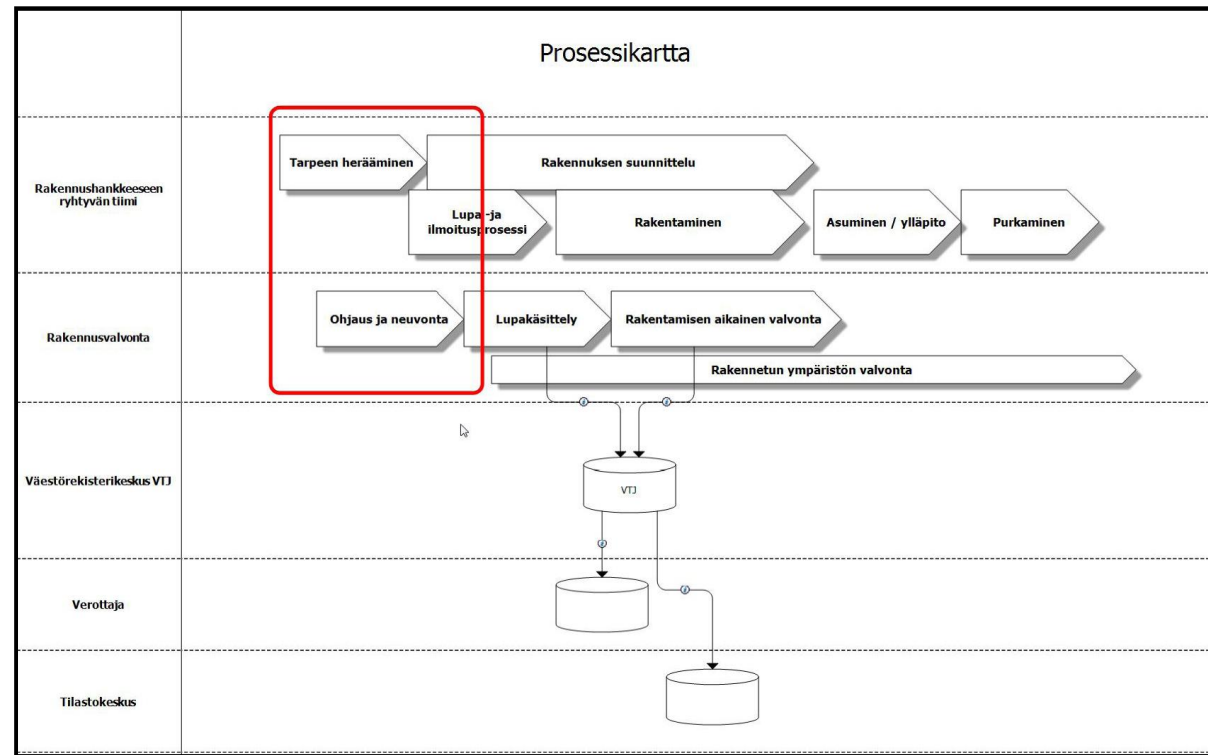 Prosessikartta
Rakennushankkeeseen
ryhtyvän tiimi
Tarpeen herääminen
Rakennuksen suunnittelu
Lupa -ja
ilmoitusprosessi
Rakentaminen
Asuminen / ylläpito
Purkaminen
Rakennusvalvonta
Ohjaus ja neuvonta
Lupakäsittely
Rakentamisen aikainen valvonta
Rakennetun ympäristön valvonta
Väestörekisterikeskus VTJ
VTJ
Verottaja
Tilastokeskus